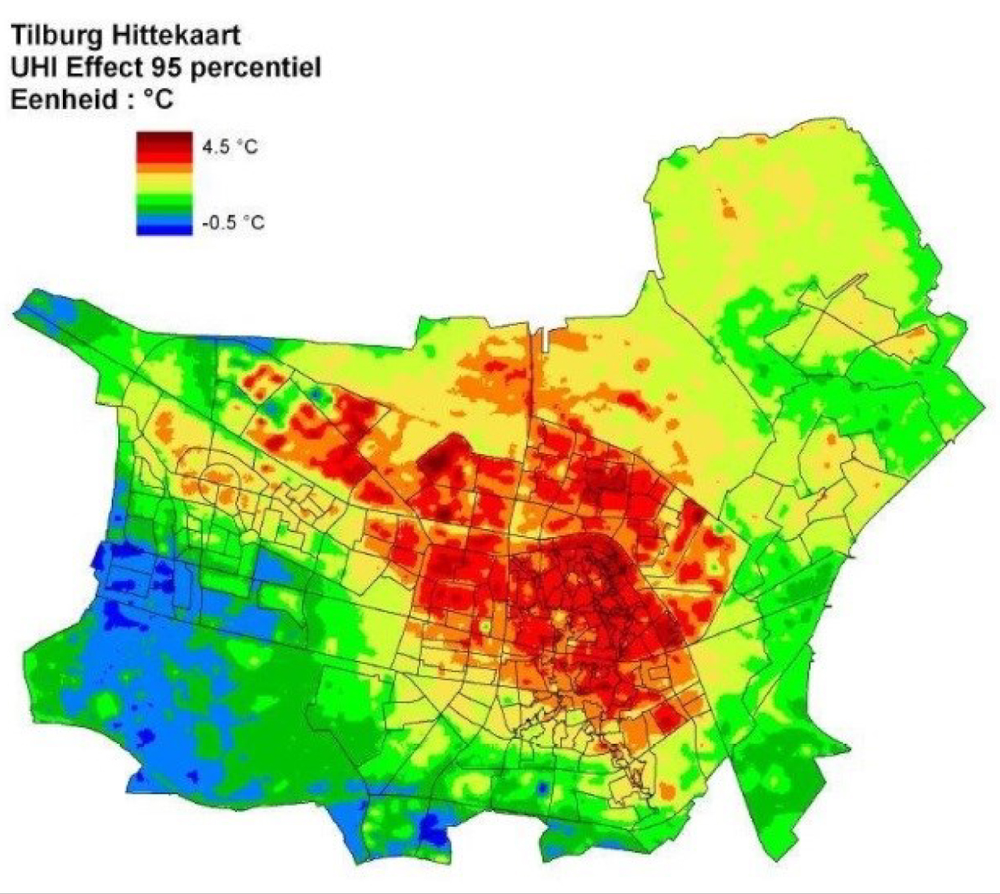 Tilburg Hittekaart
UHI Effect 95 percentiel
Eenheid : °C
4.5 °C
-0.5 °C